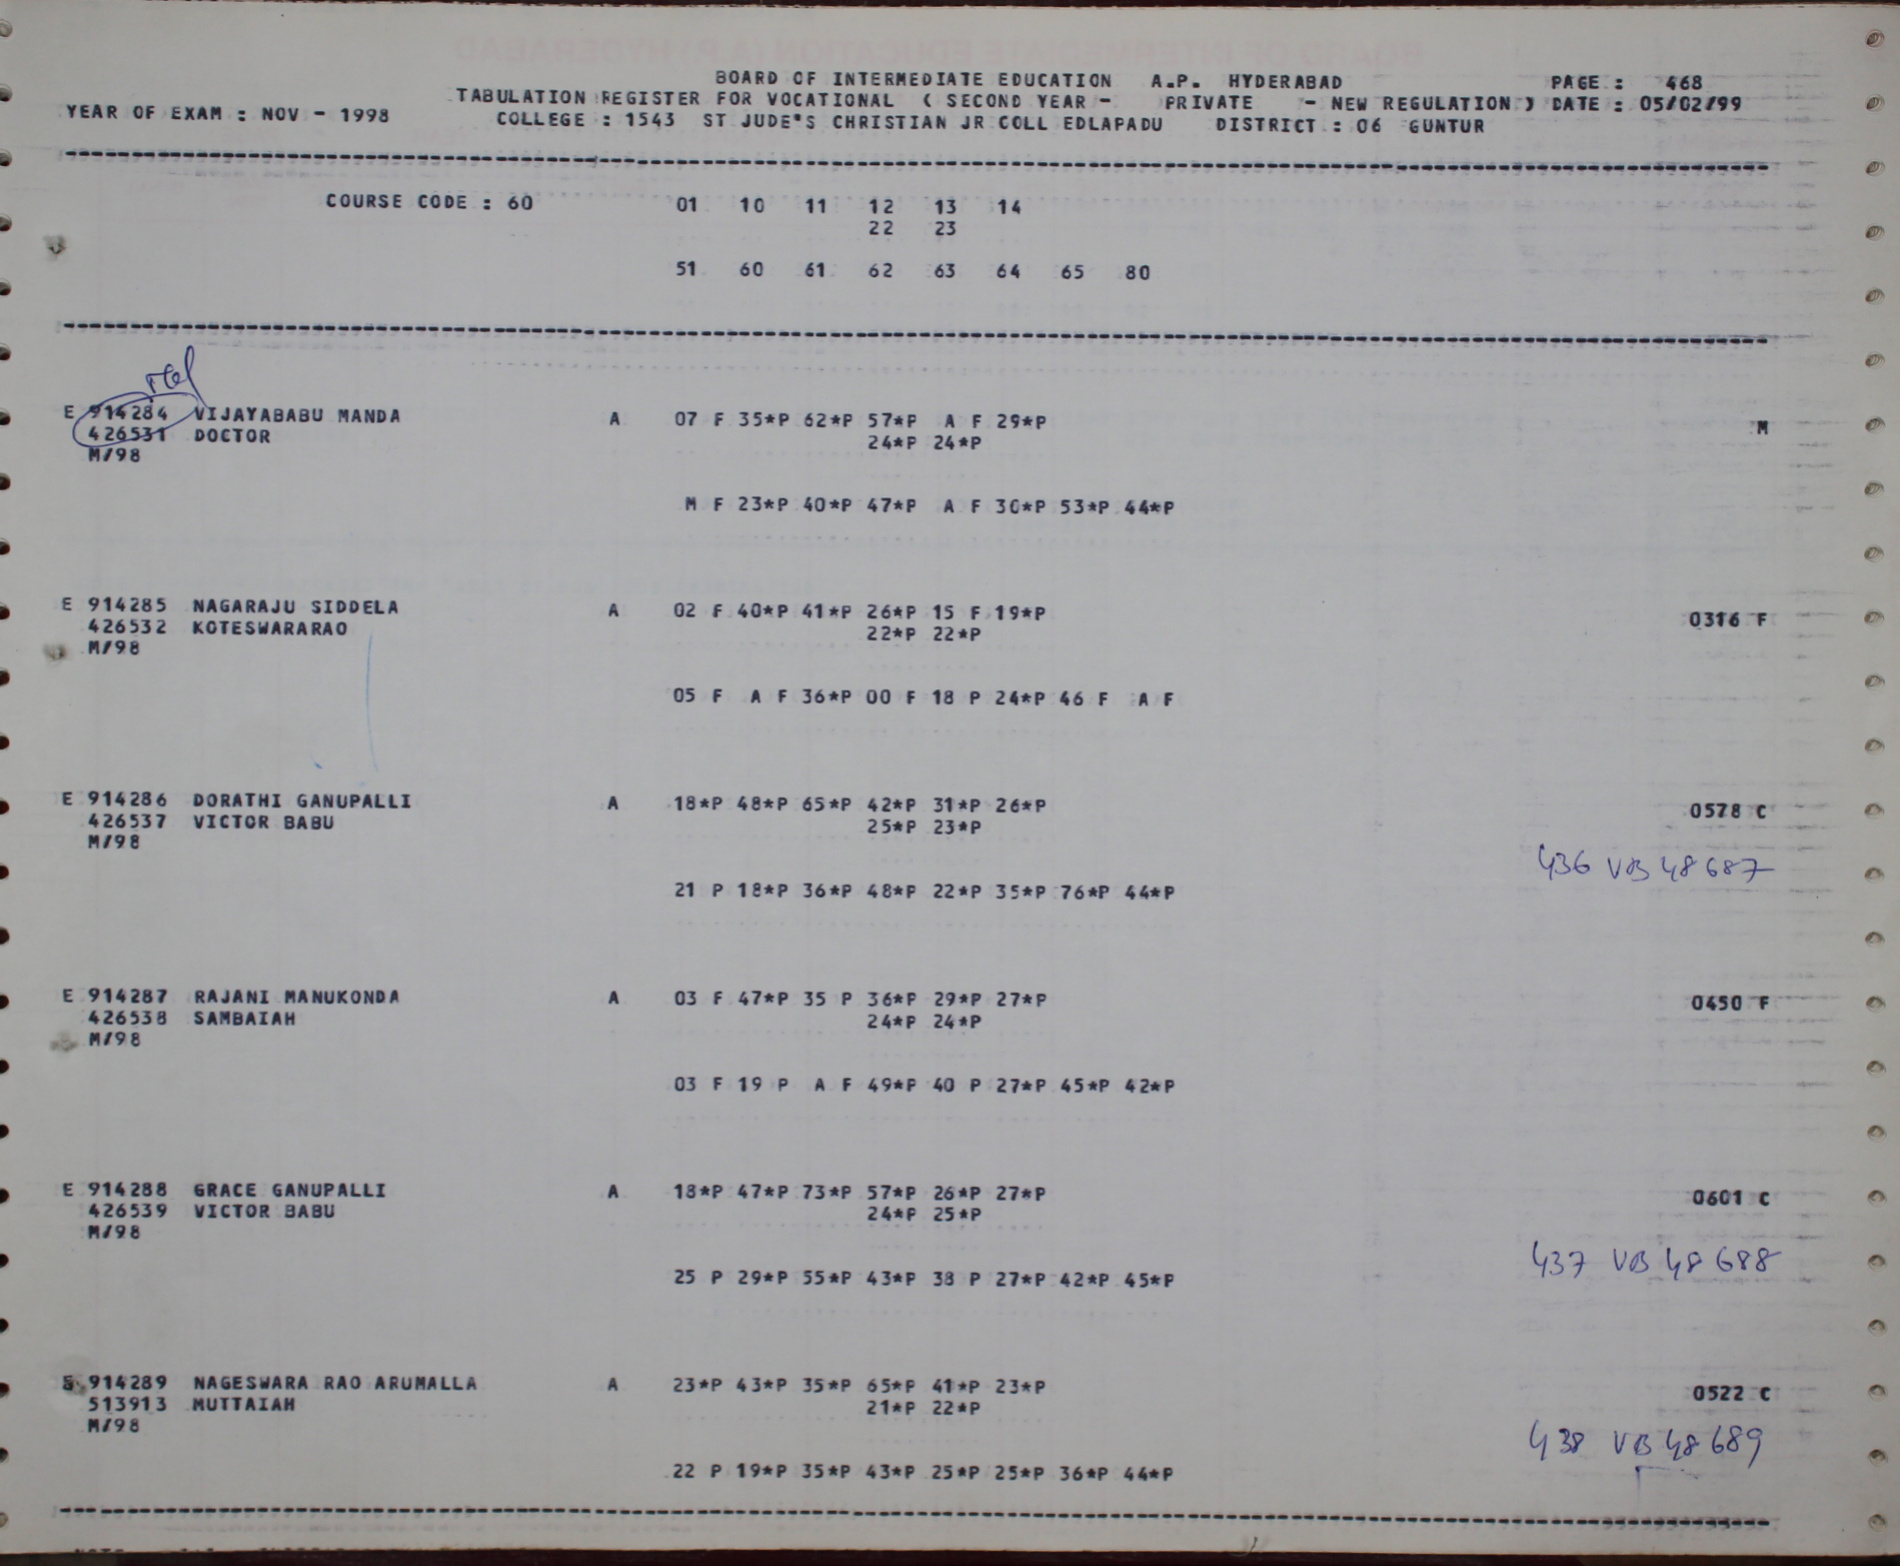 BOARD OF INTERMEDIATE EDUCATION A.P. HYDERABAD PAGE : 468
TABULATION REGISTER FOR VOCATIONAL ( SECOND YEAR - PRIVATE - NEW REGULATION ) DATE : 05/02/99
YEAR OF EXAM : NOV - 1998 COLLEGE : 1543 ST JUDE"S CHRISTIAN JR COLL EDLAPADU DISTRICT : 06 GUNTUR
COURSE CODE : 60 01 10 11 12 13 14
22 23
51 60 61 62 63 64 65 80
E 914284 VIJAYABABU MANDA A 07 F 35*P 62*P 57*P A F 29*P M
426531 DOCTOR 24*P 24*P
M/98
M F 23*P 40*P 47*P A F 30*P 53*P 44*P
E 914285 NAGARAJU SIDDELA A 02 F 40*P 41*P 26*P 15 F 19*P 0316 F
426532 KOTESWARARAO 22*P 22*P
M/98
05 F A F 36*P 00 F 18 P 24*P 46 F A F
E 914286 DORATHI GANUPALLI A 18*P 48*P 65*P 42*P 31*P 26*P 0578 C
426537 VICTOR BABU 25*P 23*P
M/98
436 VB 48687
21 P 18*P 36*P 48*P 22*P 35*P 76*P 44*P
E 914287 RAJANI MANUKONDA A 03 F 47*P 35 P 36*P 29*P 27*P 0450 F
426538 SAMBAIAH 24*P 24*P
M/98
03 F 19 P A F 49*P 40 P 27*P 45*P 42*P
E 914288 GRACE GANUPALLI A 18*P 47*P 73*P 57*P 26*P 27*P 0601 C
426539 VICTOR BABU 24*P 25*P
M/98
437 VB 48688
25 P 29*P 55*P 43*P 38 P 27*P 42*P 45*P
E 914289 NAGESWARA RAO ARUMALLA A 23*P 43*P 35*P 65*P 41*P 23*P 0522 C
513913 MUTTAIAH 21*P 22*P
M/98
438 VB 48689
22 P 19*P 35*P 43*P 25*P 25*P 36*P 44*P